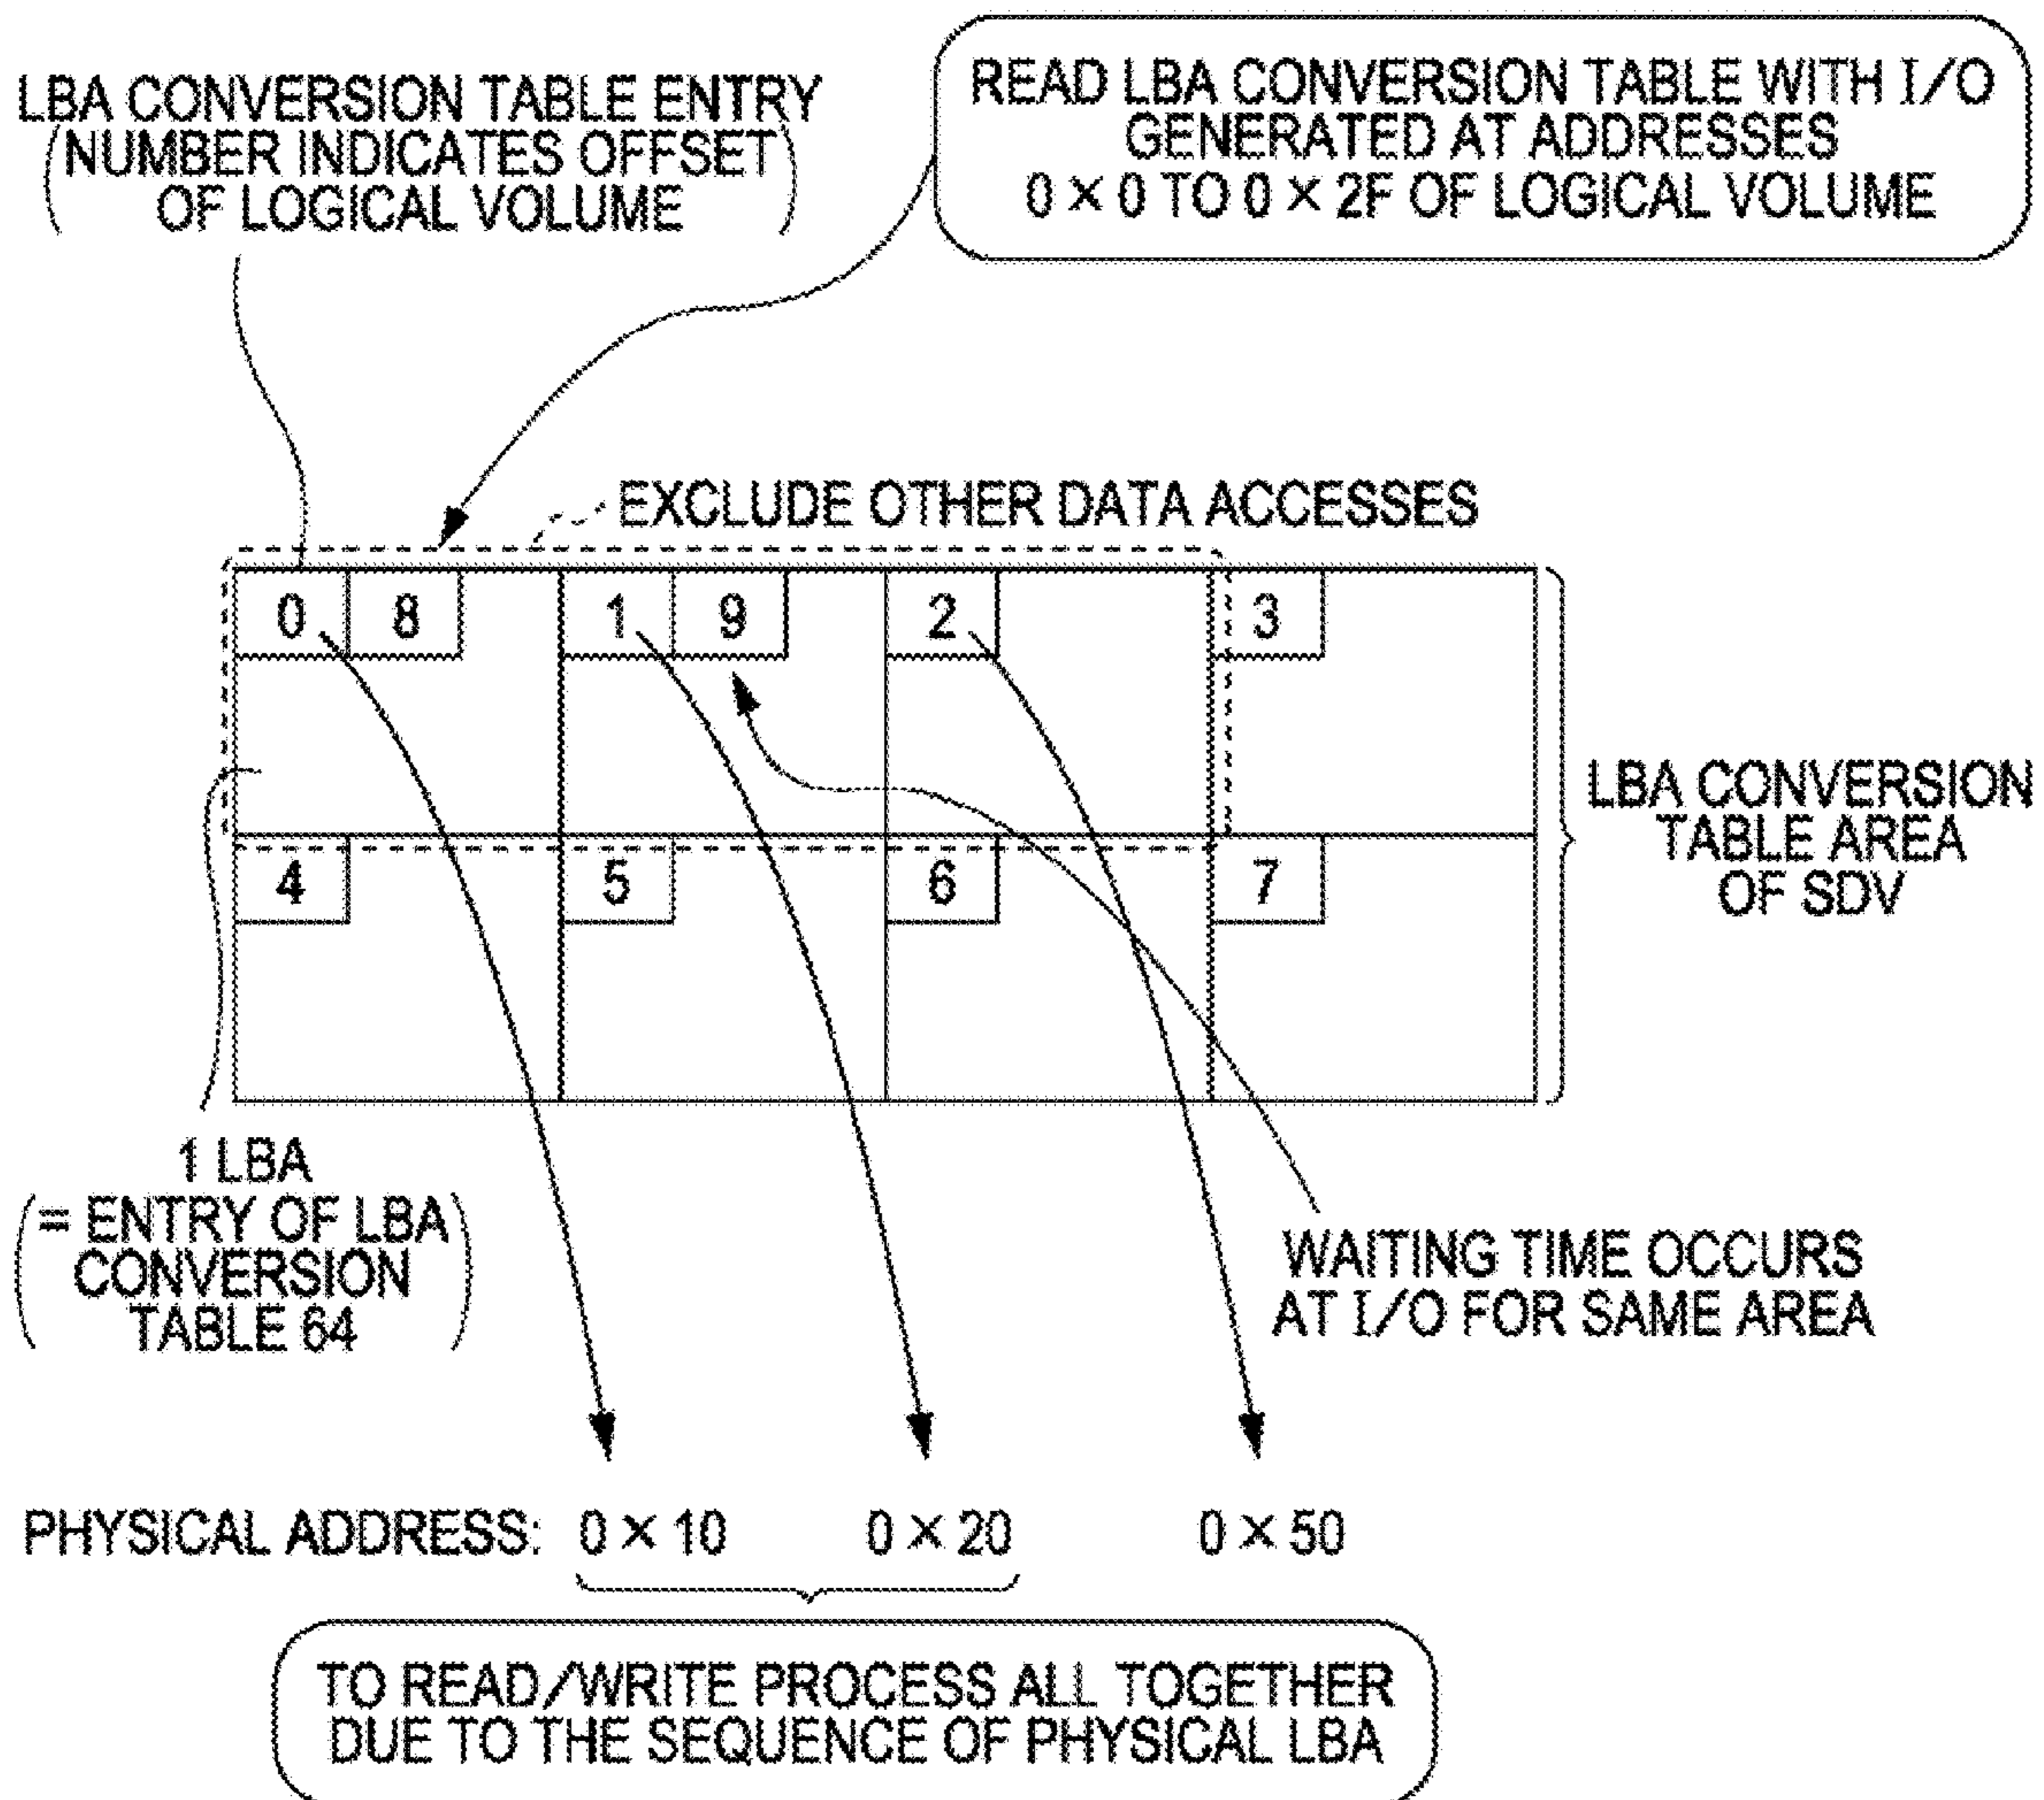 LBA CONVERSION TABLE ENTRY
(NUMBER INDICATES OFFSET
OF LOGICAL VOLUME)
READ LBA CONVERSION TABLE WITH I/O
GENERATED AT ADDRESSES
0 × 0 TO 0 × 2F OF LOGICAL VOLUME
EXCLUDE OTHER DATA ACCESSES
0 8 1 9 2 3
4 5 6 7
LBA CONVERSION
TABLE AREA
OF SDV
1 LBA
(= ENTRY OF LBA
CONVERSION
TABLE 64)
WAITING TIME OCCURS
AT I/O FOR SAME AREA
PHYSICAL ADDRESS: 0 × 10 0 × 20 0 × 50
TO READ/WRITE PROCESS ALL TOGETHER
DUE TO THE SEQUENCE OF PHYSICAL LBA